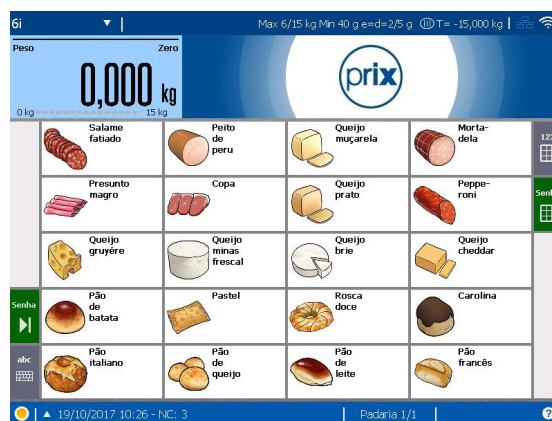 6i
Max 6/15 kg Min 40 g e=d=2/5 g T= -15,000 kg
Peso
Zero
0,000 kg
0 kg
15 kg
prix
Salame
fatiado
Peito
de
peru
Queijo
muçarela
Morta-
dela
123
Presunto
magro
Copa
Queijo
prato
Peppe-
roni
Queijo
gruyére
Queijo
minas
frescal
Queijo
brie
Queijo
cheddar
Senha
Pão
de
batata
Pastel
Rosca
doce
Carolina
abc
Pão
italiano
Pão
de
queijo
Pão
de
leite
Pão
francês
19/10/2017 10:26 - NC: 3
Padaria 1/1
?